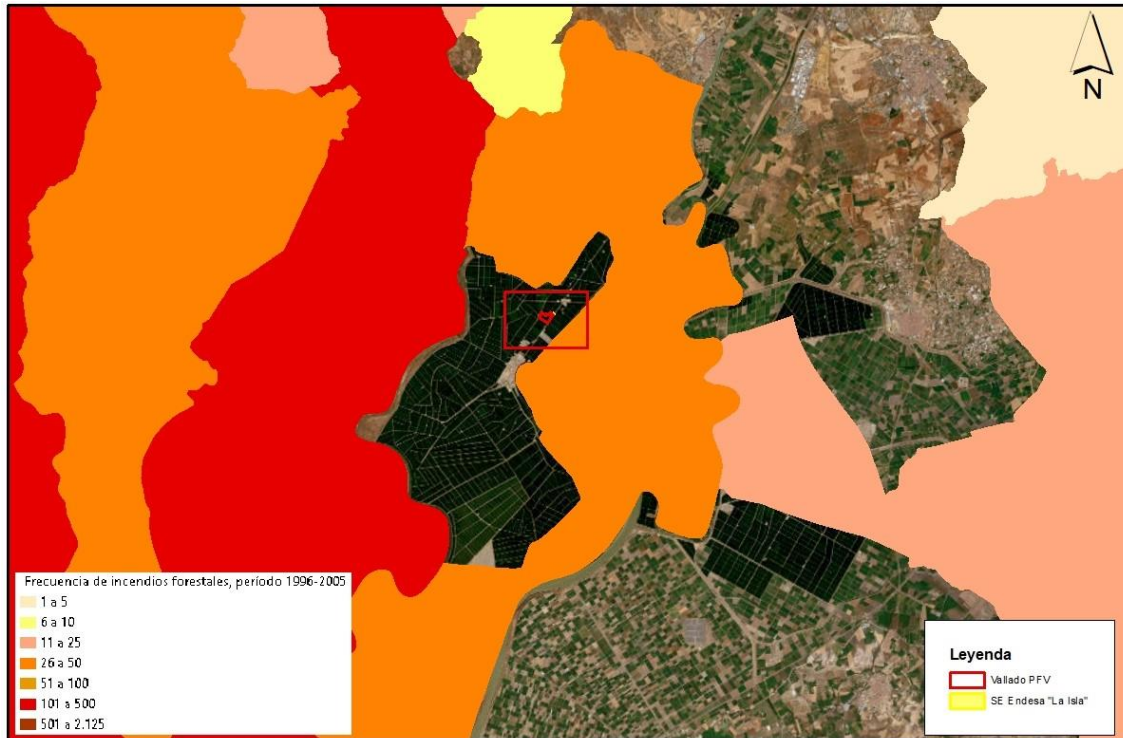 N
Frecuencia de incendios forestales, período 1996-2005
1 a 5
6 a 10
11 a 25
26 a 50
51 a 100
101 a 500
501 a 2.125
Leyenda
Vallado PFV
SE Endesa "La Isla"